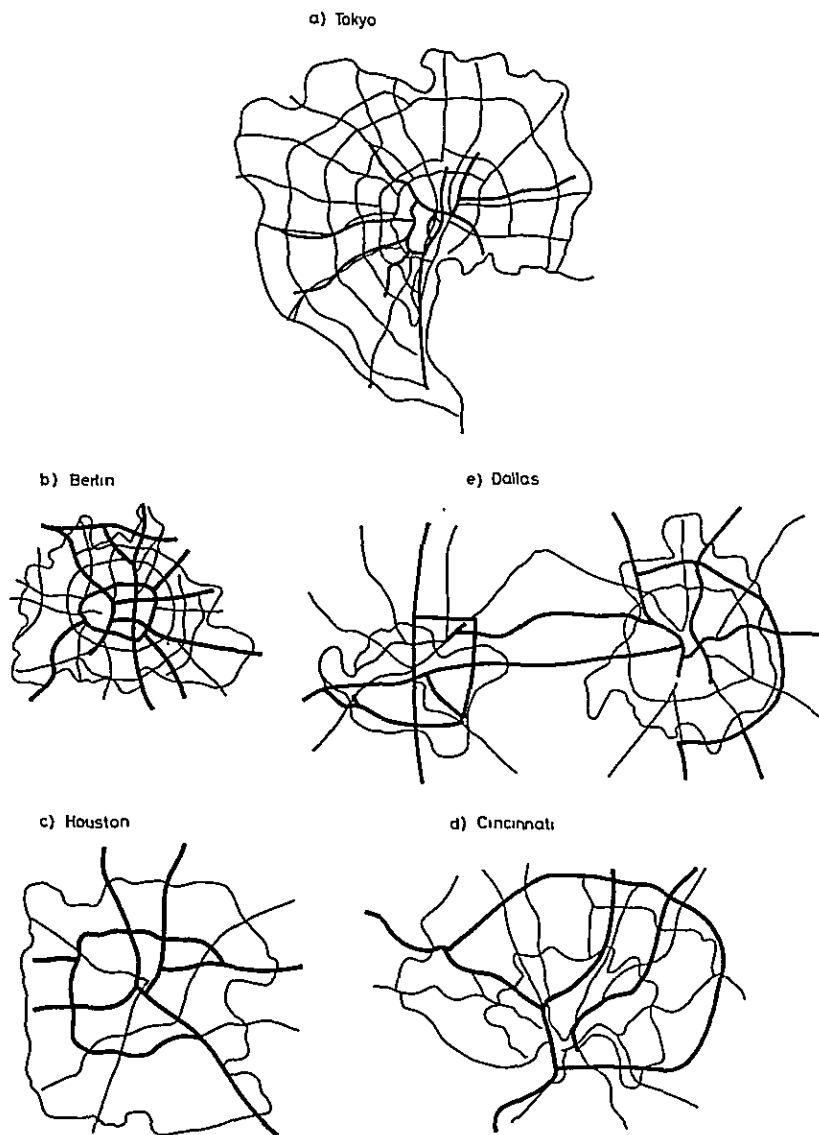 a) Tokyo
b) Berlin
e) Dallas
c) Houston
d) Cincinnati